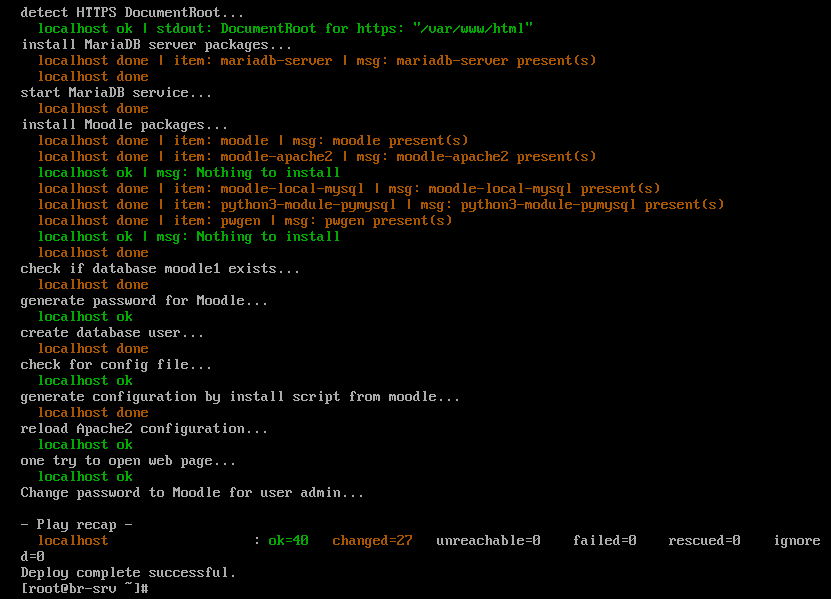 detect HTTPS DocumentRoot...
localhost ok | stdout: DocumentRoot for https: "/var/www/html"
install MariaDB server packages...
localhost done | item: mariadb-server | msg: mariadb-server present(s)
localhost done
start MariaDB service...
localhost done
install Moodle packages...
localhost done | item: moodle | msg: moodle present(s)
localhost done | item: moodle-apache2 | msg: moodle-apache2 present(s)
localhost ok | msg: Nothing to install
localhost done | item: moodle-local-mysql | msg: moodle-local-mysql present(s)
localhost done | item: python3-module-pymysql | msg: python3-module-pymysql present(s)
localhost done | item: pwgen | msg: pwgen present(s)
localhost ok | msg: Nothing to install
localhost done
check if database moodle1 exists...
localhost done
generate password for Moodle...
localhost ok
create database user...
localhost done
check for config file...
localhost ok
generate configuration by install script from moodle...
localhost done
reload Apache2 configuration...
localhost ok
one try to open web page...
localhost ok
Change password to Moodle for user admin...
- Play recap -
localhost : ok=40 changed=27 unreachable=0 failed=0 rescued=0 ignore
d=0
Deploy complete successful.
[root@br-srv ~]#